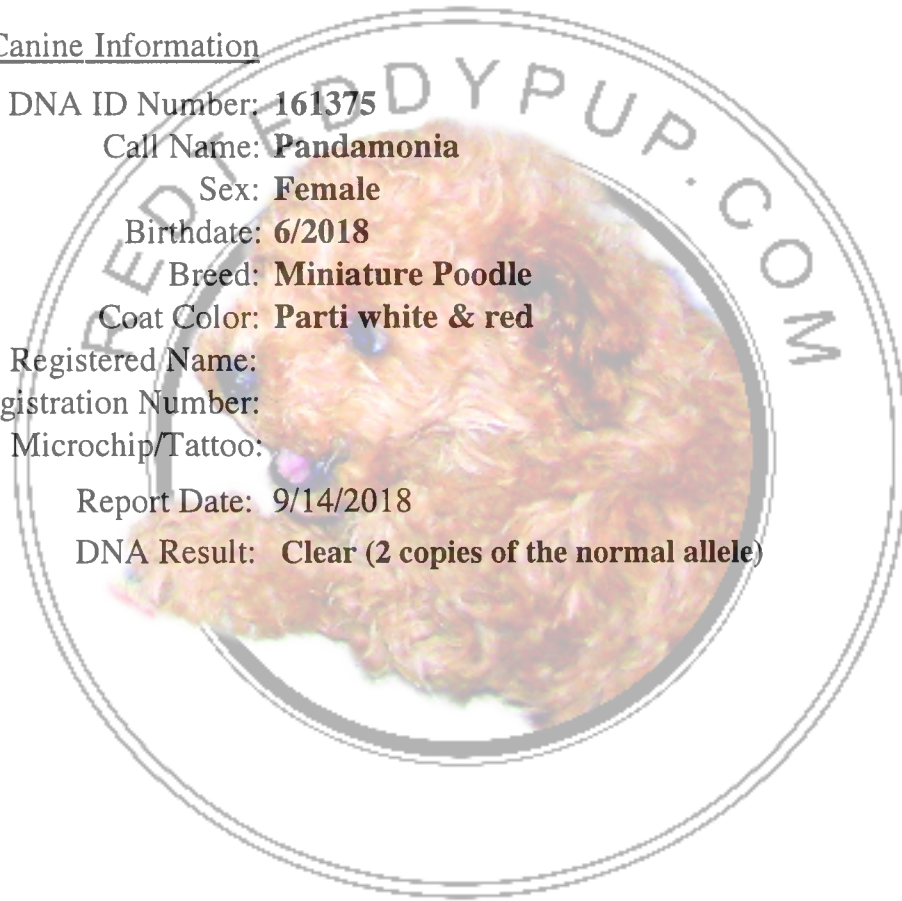 Canine Information
DNA ID Number: 161375
Call Name: Pandamonia
Sex: Female
Birthdate: 6/2018
Breed: Miniature Poodle
Coat Color: Parti white & red
Registered Name:
gistration Number:
Microchip/Tattoo:
Report Date: 9/14/2018
DNA Result: Clear (2 copies of the normal allele)
REDTEDDYPUP.COM